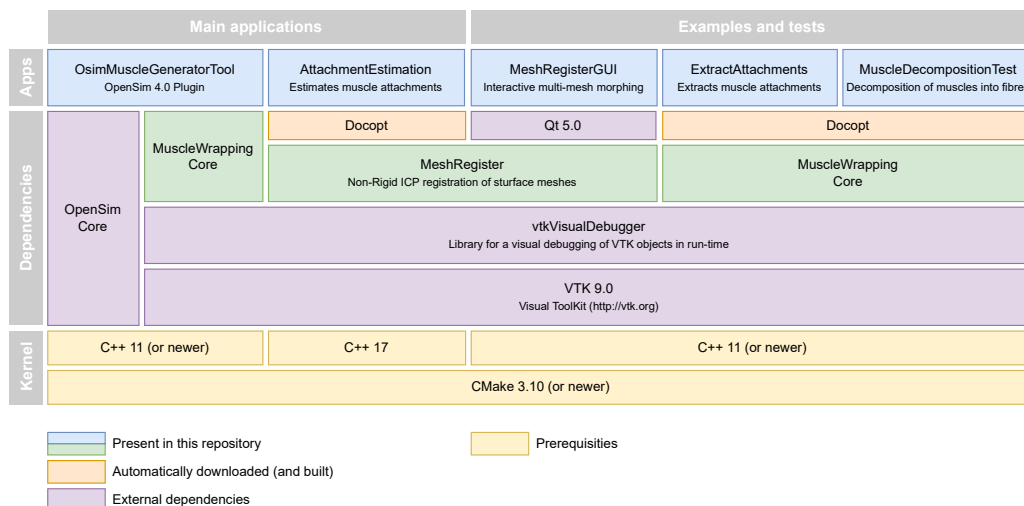 Main applications
Examples and tests
Apps
OsimMuscleGeneratorTool
OpenSim 4.0 Plugin
AttachmentEstimation
Estimates muscle attachments
MeshRegisterGUI
Interactive multi-mesh morphing
ExtractAttachments
Extracts muscle attachments
MuscleDecompositionTest
Decomposition of muscles into fibre
Dependencies
OpenSim
Core
MuscleWrapping
Core
Docopt
Qt 5.0
Docopt
MeshRegister
Non-Rigid ICP registration of sturface meshes
MuscleWrapping
Core
vtkVisualDebugger
Library for a visual debugging of VTK objects in run-time
VTK 9.0
Visual ToolKit (http://vtk.org)
Kernel
C++ 11 (or newer)
C++ 17
C++ 11 (or newer)
CMake 3.10 (or newer)
Present in this repository
Prerequisities
Automatically downloaded (and built)
External dependencies